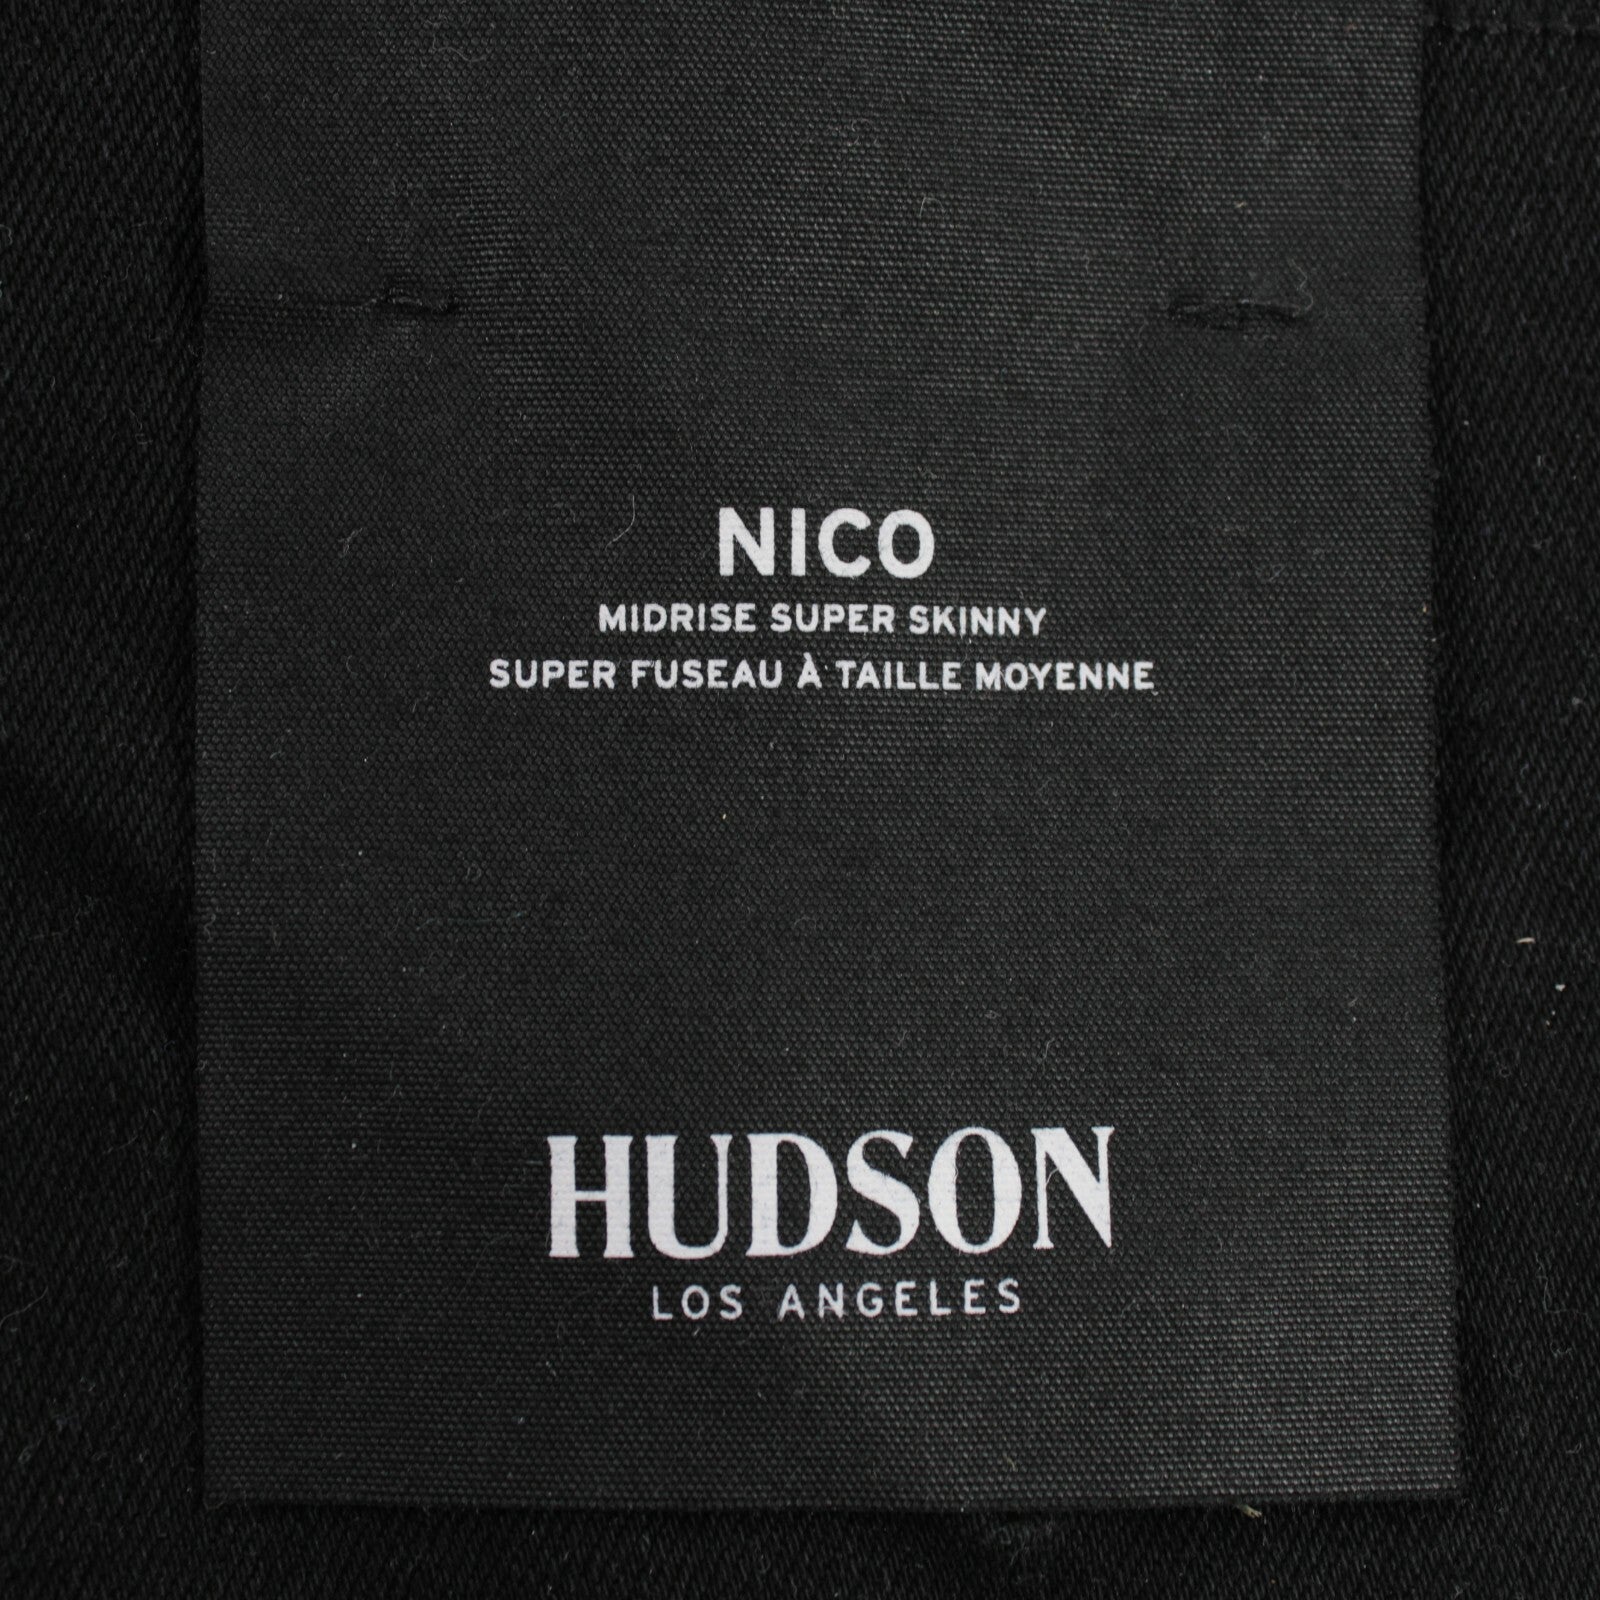 NICO
MIDRISE SUPER SKINNY
SUPER FUSEAU À TAILLE MOYENNE
HUDSON
LOS ANGELES